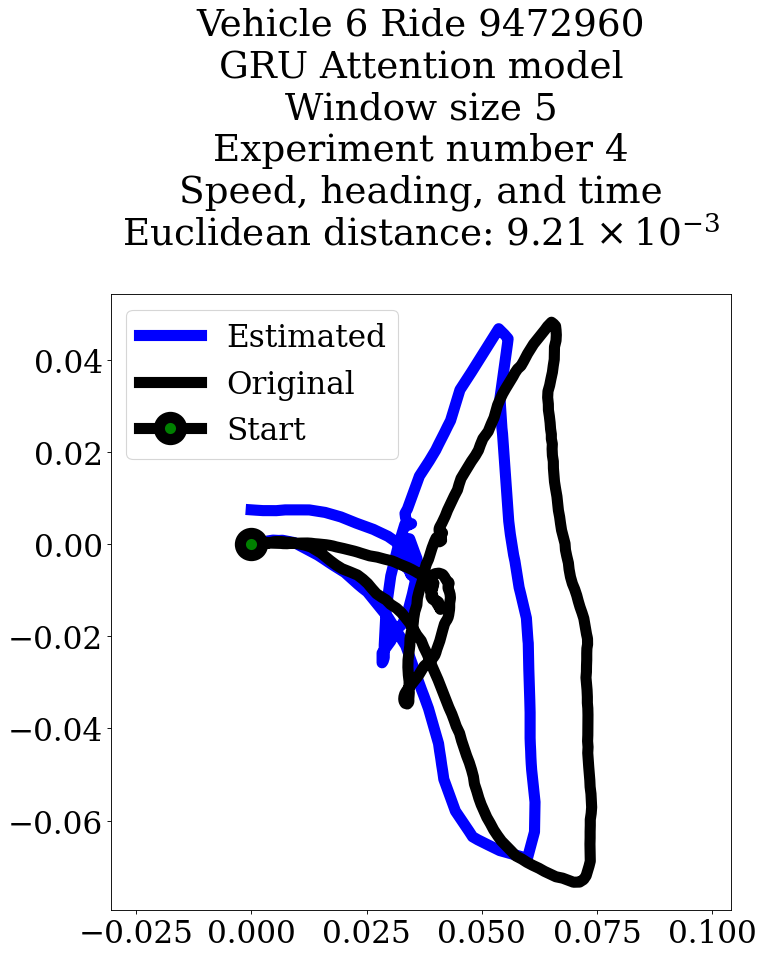 Vehicle 6 Ride 9472960
GRU Attention model
Window size 5
Experiment number 4
Speed, heading, and time
Euclidean distance: 9.21 × 10⁻³
Estimated
Original
Start
0.04
0.02
0.00
−0.02
−0.04
−0.06
−0.025 0.000 0.025 0.050 0.075 0.100